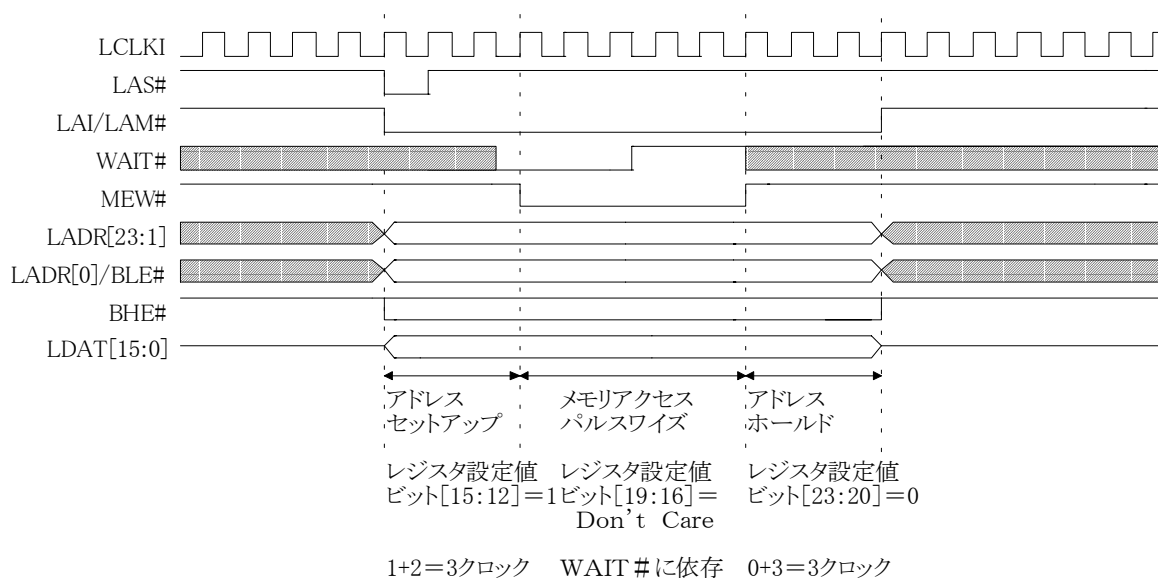 LCLKI
LAS#
LAI/LAM#
WAIT#
MEW#
LADR[23:1]
LADR[0]/BLE#
BHE#
LDAT[15:0]
アドレス
セットアップ
メモリアクセス
パルスワイズ
アドレス
ホールド
レジスタ設定値
ビット[15:12]=1
レジスタ設定値
ビット[19:16]=
Don't Care
レジスタ設定値
ビット[23:20]=0
1+2=3クロック
WAIT#に依存
0+3=3クロック